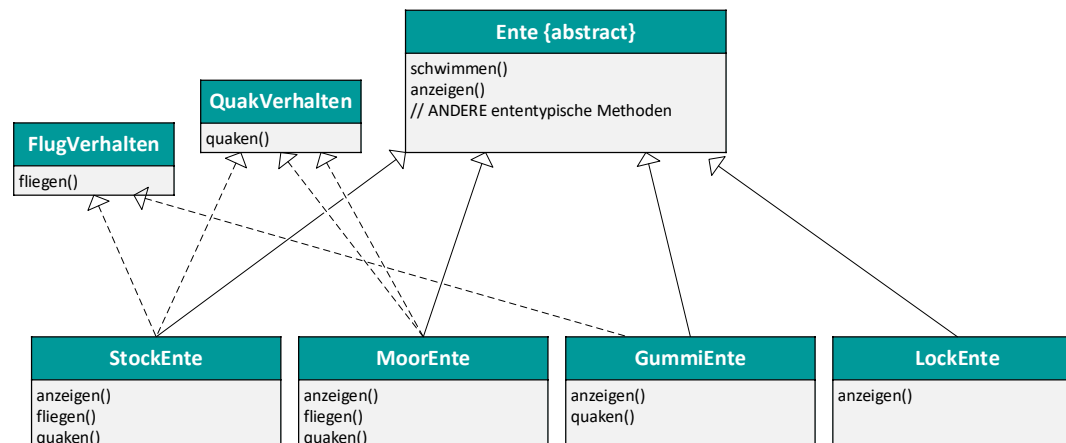 Ente {abstract}
schwimmen()
anzeigen()
// ANDERE ententypische Methoden
QuakVerhalten
quaken()
FlugVerhalten
fliegen()
StockEnte
anzeigen()
fliegen()
quaken()
MoorEnte
anzeigen()
fliegen()
quaken()
GummiEnte
anzeigen()
quaken()
LockEnte
anzeigen()